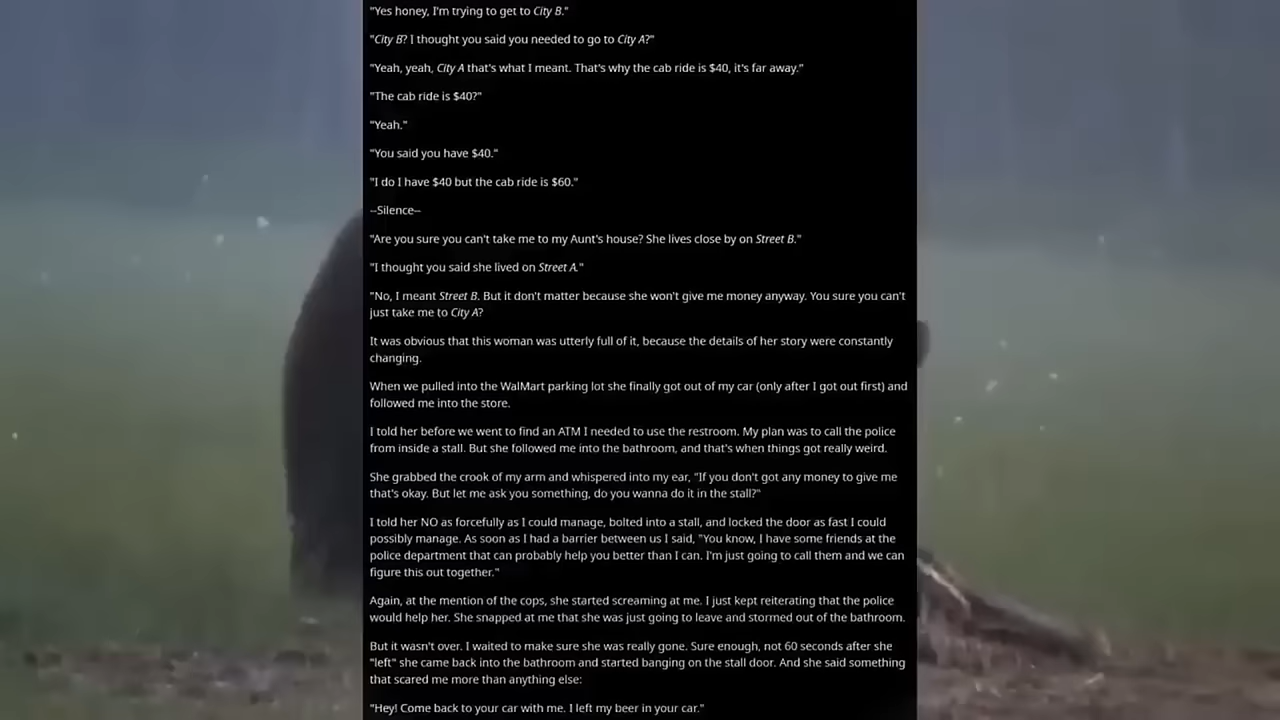 "Yes honey, I'm trying to get to City B."
"City B? I thought you said you needed to go to City A?"
"Yeah, yeah, City A that's what I meant. That's why the cab ride is $40, it's far away."
"The cab ride is $40?"
"Yeah."
"You said you have $40."
"I do I have $40 but the cab ride is $60."
--Silence--
"Are you sure you can't take me to my Aunt's house? She lives close by on Street B."
"I thought you said she lived on Street A."
"No, I meant Street B. But it don't matter because she won't give me money anyway. You sure you can't
just take me to City A?
It was obvious that this woman was utterly full of it, because the details of her story were constantly
changing.
When we pulled into the WalMart parking lot she finally got out of my car (only after I got out first) and
followed me into the store.
I told her before we went to find an ATM I needed to use the restroom. My plan was to call the police
from inside a stall. But she followed me into the bathroom, and that's when things got really weird.
She grabbed the crook of my arm and whispered into my ear, "If you don't got any money to give me
that's okay. But let me ask you something, do you wanna do it in the stall?"
I told her NO as forcefully as I could manage, bolted into a stall, and locked the door as fast I could
possibly manage. As soon as I had a barrier between us I said, "You know, I have some friends at the
police department that can probably help you better than I can. I'm just going to call them and we can
figure this out together."
Again, at the mention of the cops, she started screaming at me. I just kept reiterating that the police
would help her. She snapped at me that she was just going to leave and stormed out of the bathroom.
But it wasn't over. I waited to make sure she was really gone. Sure enough, not 60 seconds after she
"left" she came back into the bathroom and started banging on the stall door. And she said something
that scared me more than anything else:
"Hey! Come back to your car with me. I left my beer in your car."